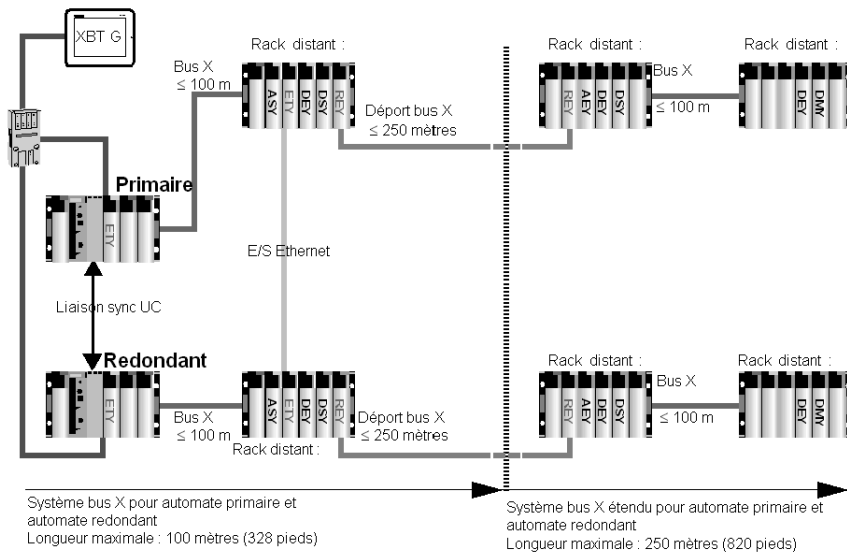 XBT G
Rack distant :
Rack distant :
Rack distant :
Bus X
≤ 100 m
ASY
ETY
DEY
DSY
REY
Déport bus X
≤ 250 mètres
REY
AEY
DEY
DSY
Bus X
≤ 100 m
DEY
DMY
Primaire
ETY
E/S Ethernet
Liaison sync UC
Redondant
ETY
Bus X
≤ 100 m
ASY
ETY
DEY
DSY
REY
Rack distant :
Déport bus X
≤ 250 mètres
Rack distant :
Rack distant :
REY
AEY
DEY
DSY
Bus X
≤ 100 m
DEY
DMY
Système bus X pour automate primaire et
automate redondant
Longueur maximale : 100 mètres (328 pieds)
Système bus X étendu pour automate primaire et
automate redondant
Longueur maximale : 250 mètres (820 pieds)